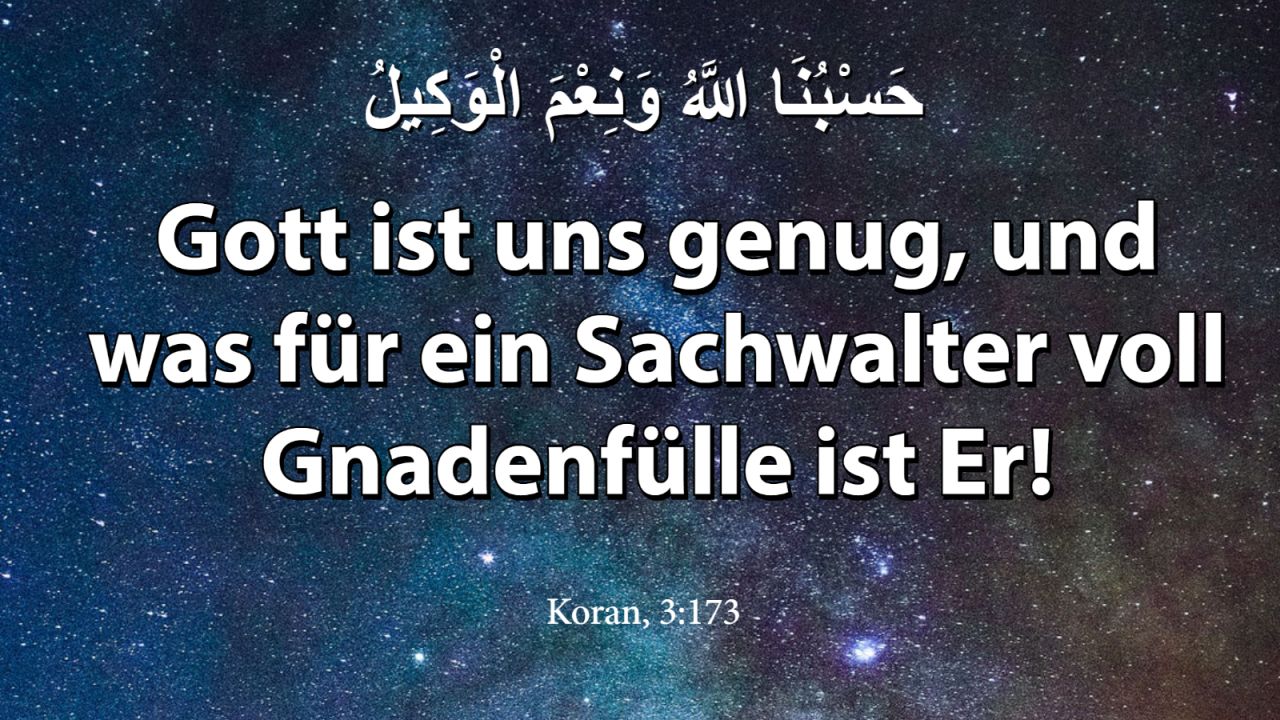 حَسْبُنَا اللَّهُ وَنِعْمَ الْوَكِيلُ
Gott ist uns genug, und
was für ein Sachwalter voll
Gnadenfülle ist Er!
Koran, 3:173